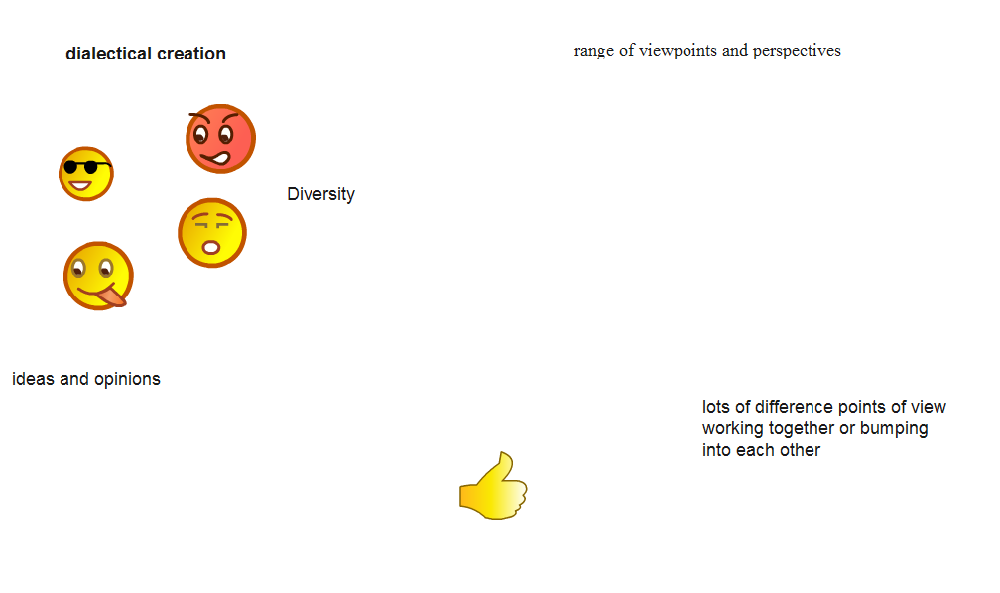 dialectical creation
range of viewpoints and perspectives
Diversity
ideas and opinions
lots of difference points of view
working together or bumping
into each other